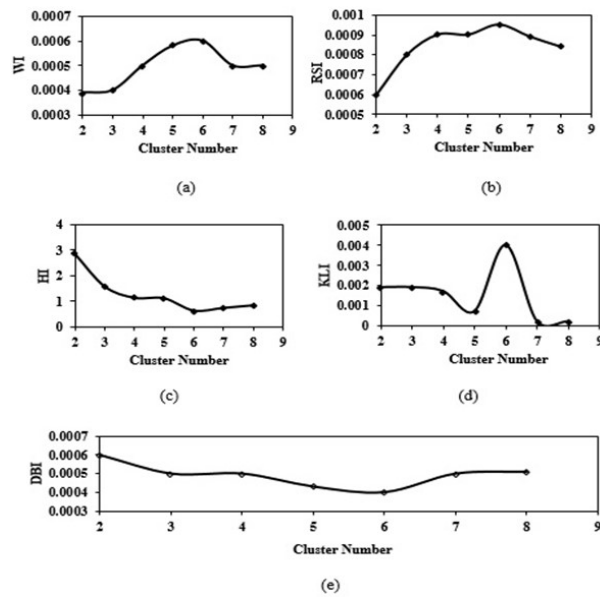 0.0007
0.0006
0.0005
0.0004
0.0003
WI
2 3 4 5 6 7 8 9
Cluster Number
(a)
0.001
0.0009
0.0008
0.0007
0.0006
0.0005
RSI
2 3 4 5 6 7 8 9
Cluster Number
(b)
4
3
2
1
0
HI
2 3 4 5 6 7 8 9
Cluster Number
(c)
0.005
0.004
0.003
0.002
0.001
0
KLI
2 3 4 5 6 7 8 9
Cluster Number
(d)
0.0007
0.0006
0.0005
0.0004
0.0003
DBI
2 3 4 5 6 7 8 9
Cluster Number
(e)